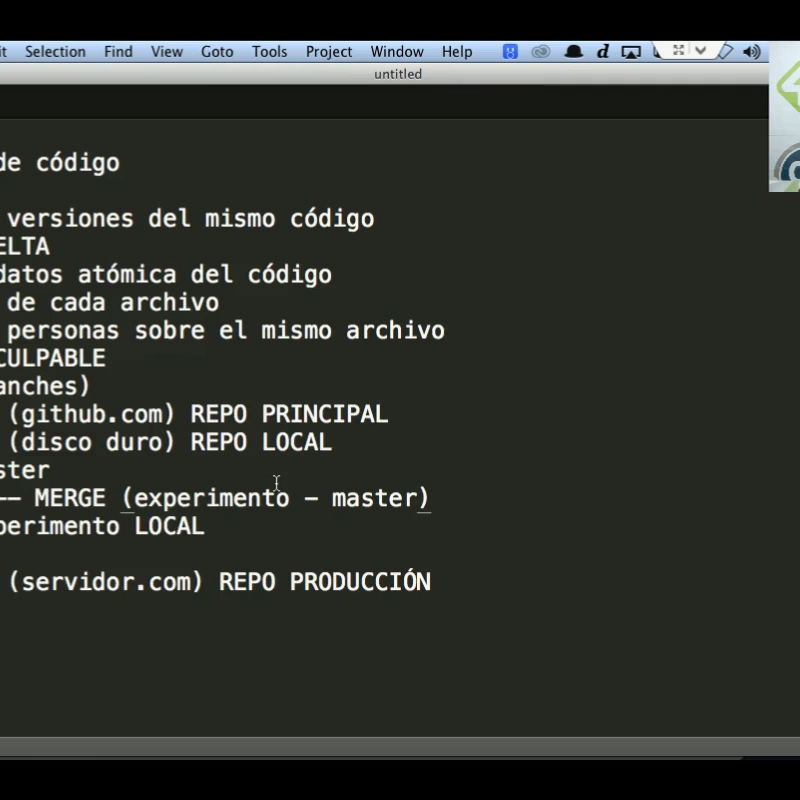 Selection Find View Goto Tools Project Window Help
untitled
de código
versiones del mismo código
ELTA
datos atómica del código
de cada archivo
personas sobre el mismo archivo
CULPABLE
anches)
(github.com) REPO PRINCIPAL
(disco duro) REPO LOCAL
ster
-- MERGE (experimento - master)
perimento LOCAL
(servidor.com) REPO PRODUCCIÓN